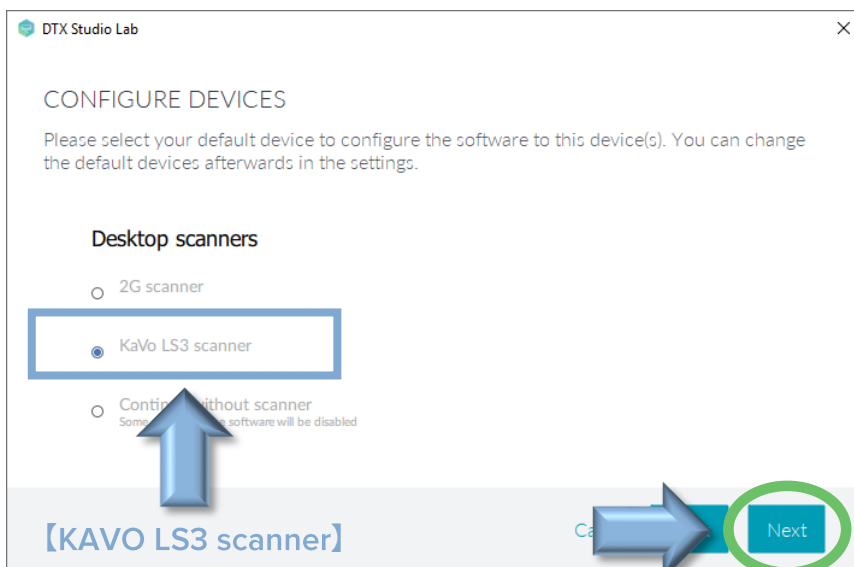 DTX Studio Lab
CONFIGURE DEVICES
Please select your default device to configure the software to this device(s). You can change
the default devices afterwards in the settings.
Desktop scanners
2G scanner
KaVo LS3 scanner
without scanner
Some software will be disabled
【KAVO LS3 scanner】
Next